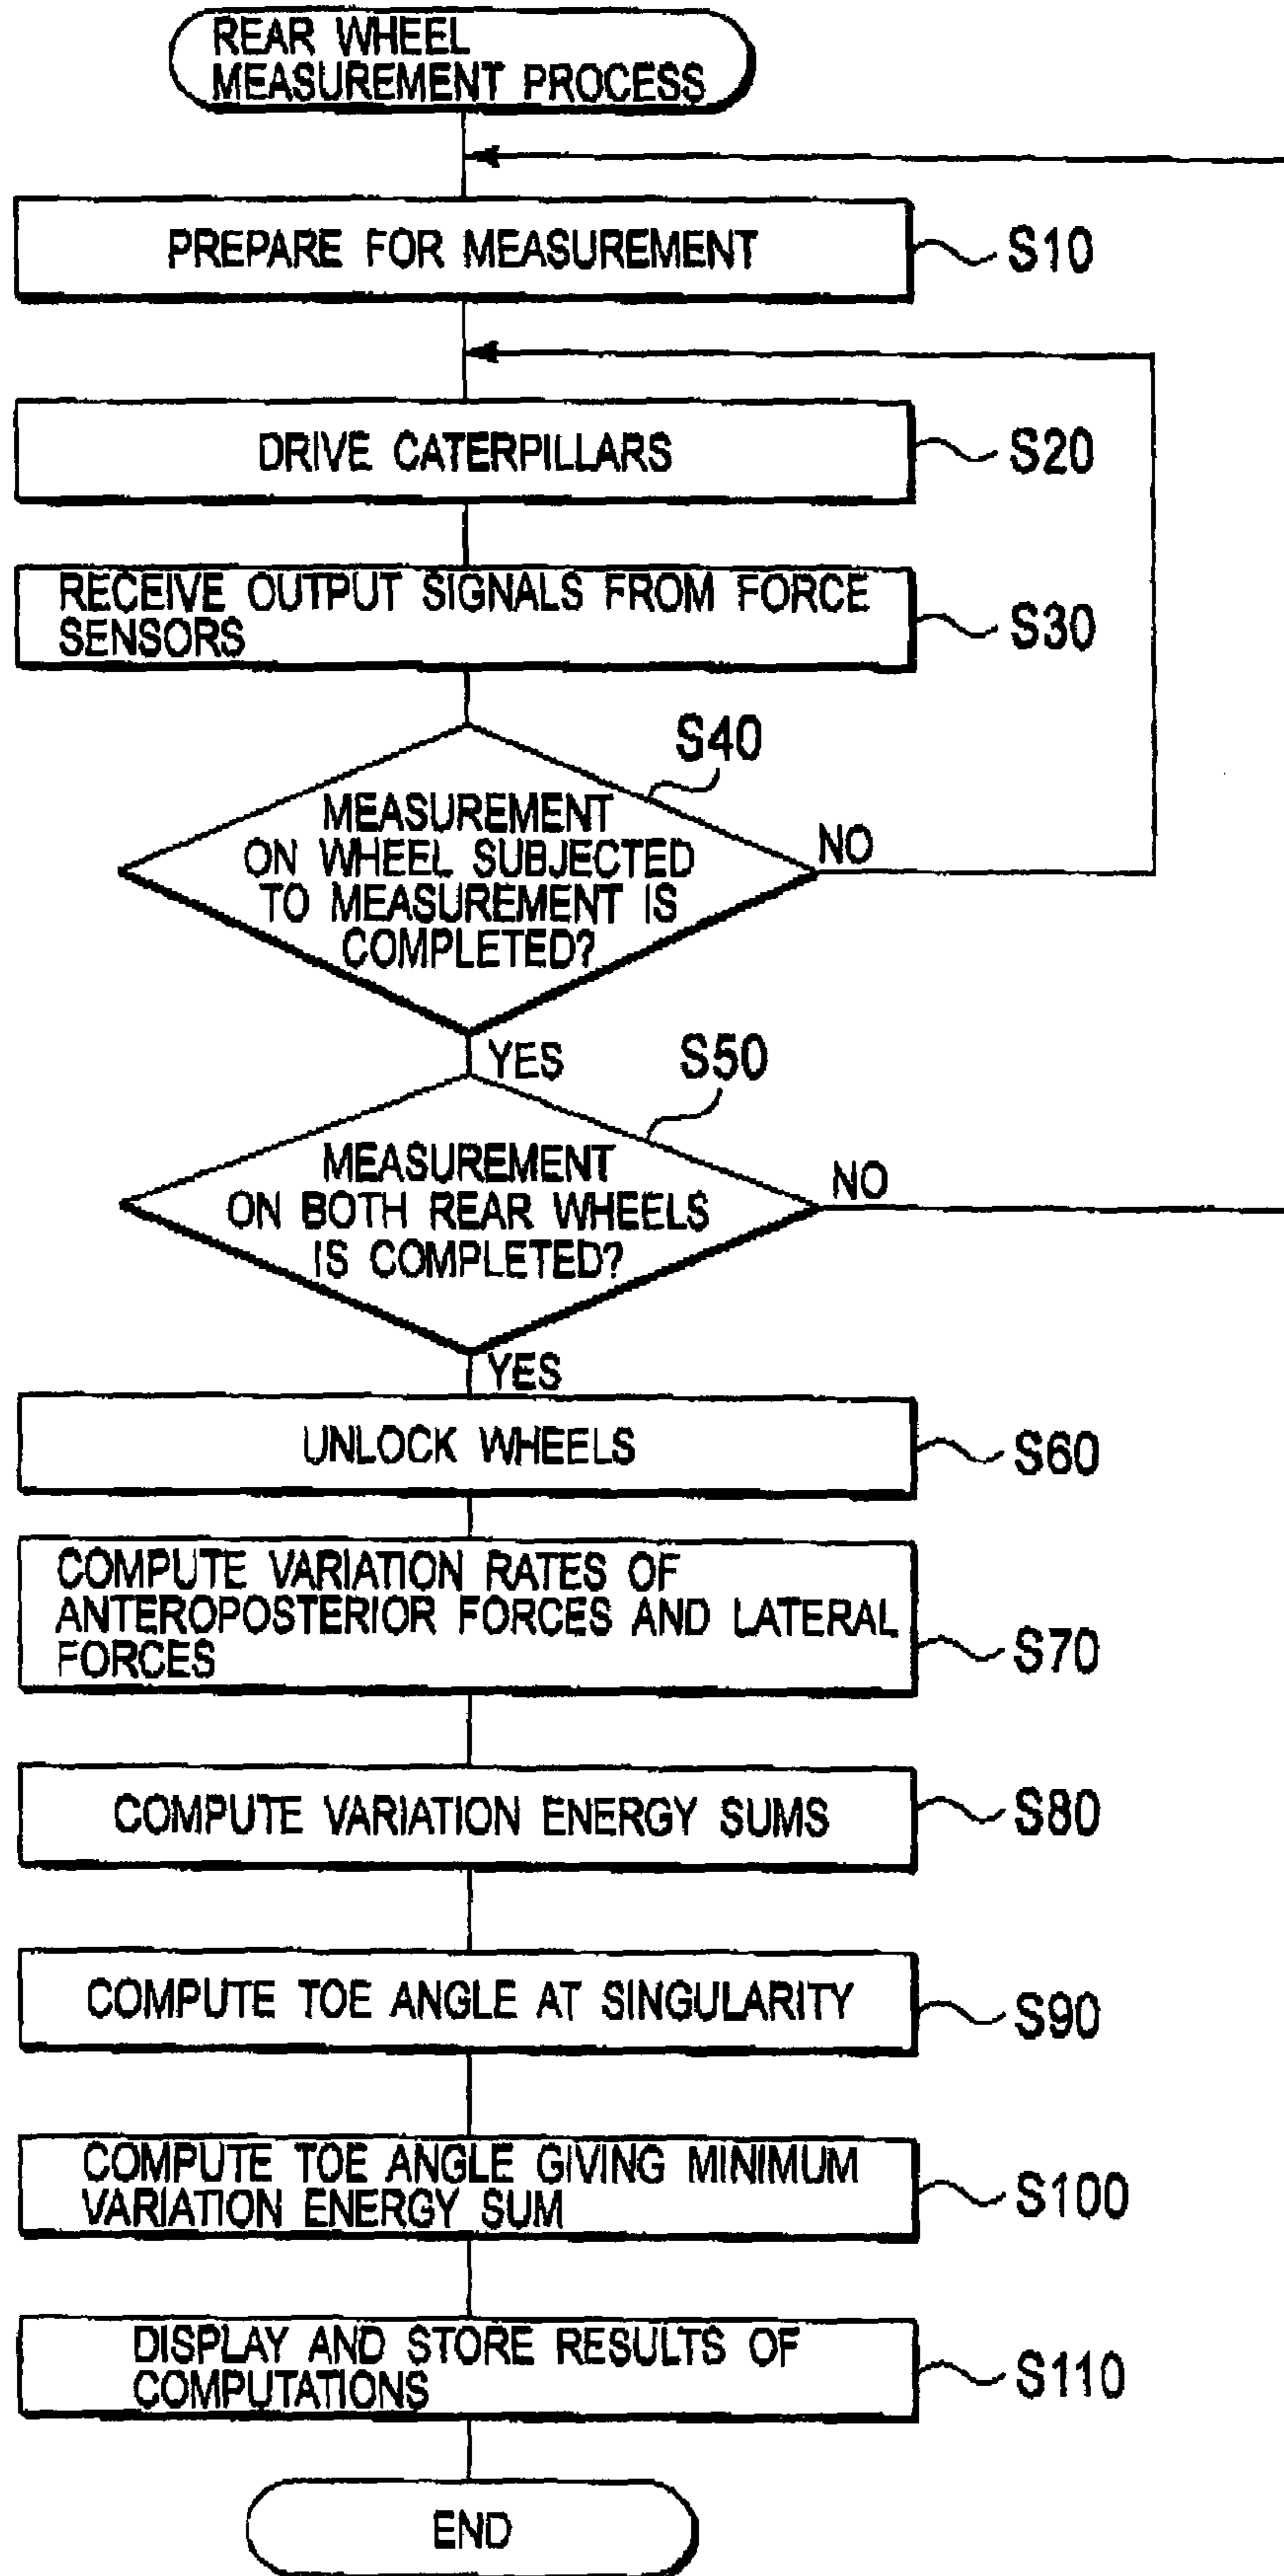 REAR WHEEL
MEASUREMENT PROCESS
PREPARE FOR MEASUREMENT
S10
DRIVE CATERPILLARS
S20
RECEIVE OUTPUT SIGNALS FROM FORCE
SENSORS
S30
S40
MEASUREMENT
ON WHEEL SUBJECTED
TO MEASUREMENT IS
COMPLETED?
NO
YES
S50
MEASUREMENT
ON BOTH REAR WHEELS
IS COMPLETED?
NO
YES
UNLOCK WHEELS
S60
COMPUTE VARIATION RATES OF
ANTEROPOSTERIOR FORCES AND LATERAL
FORCES
S70
COMPUTE VARIATION ENERGY SUMS
S80
COMPUTE TOE ANGLE AT SINGULARITY
S90
COMPUTE TOE ANGLE GIVING MINIMUM
VARIATION ENERGY SUM
S100
DISPLAY AND STORE RESULTS OF
COMPUTATIONS
S110
END